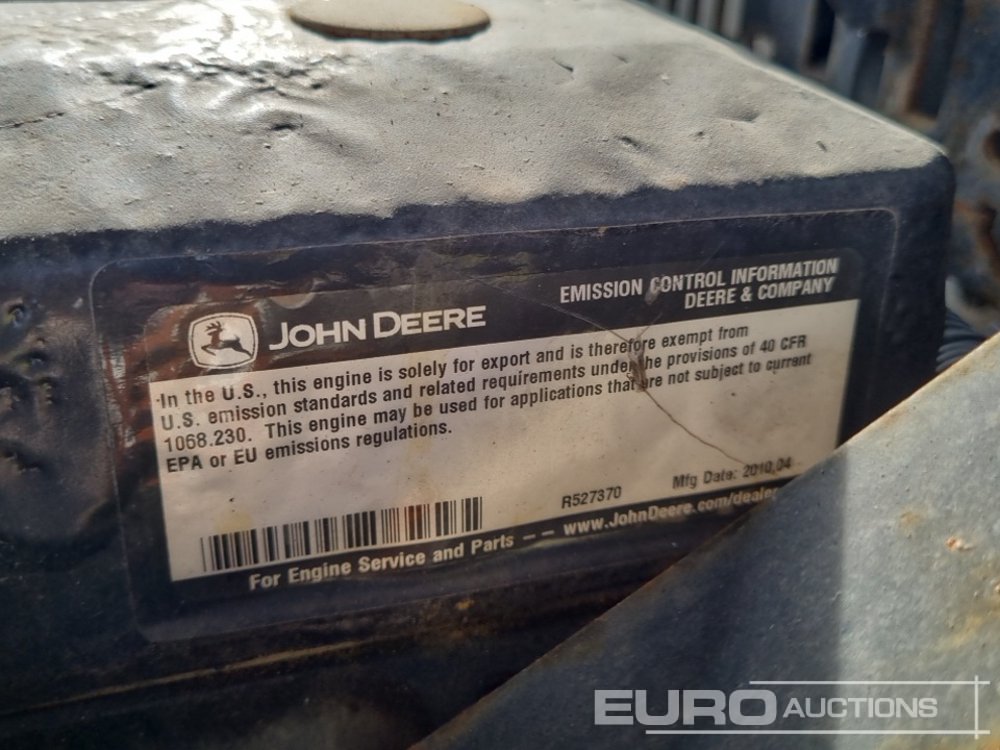 JOHN DEERE
EMISSION CONTROL INFORMATION
DEERE & COMPANY
In the U.S., this engine is solely for export and is therefore exempt from
U.S. emission standards and related requirements under the provisions of 40 CFR
1068.230. This engine may be used for applications that are not subject to current
EPA or EU emissions regulations.
R527370
Mfg Date: 2010,04
For Engine Service and Parts -- www.JohnDeere.com/deale
EURO AUCTIONS